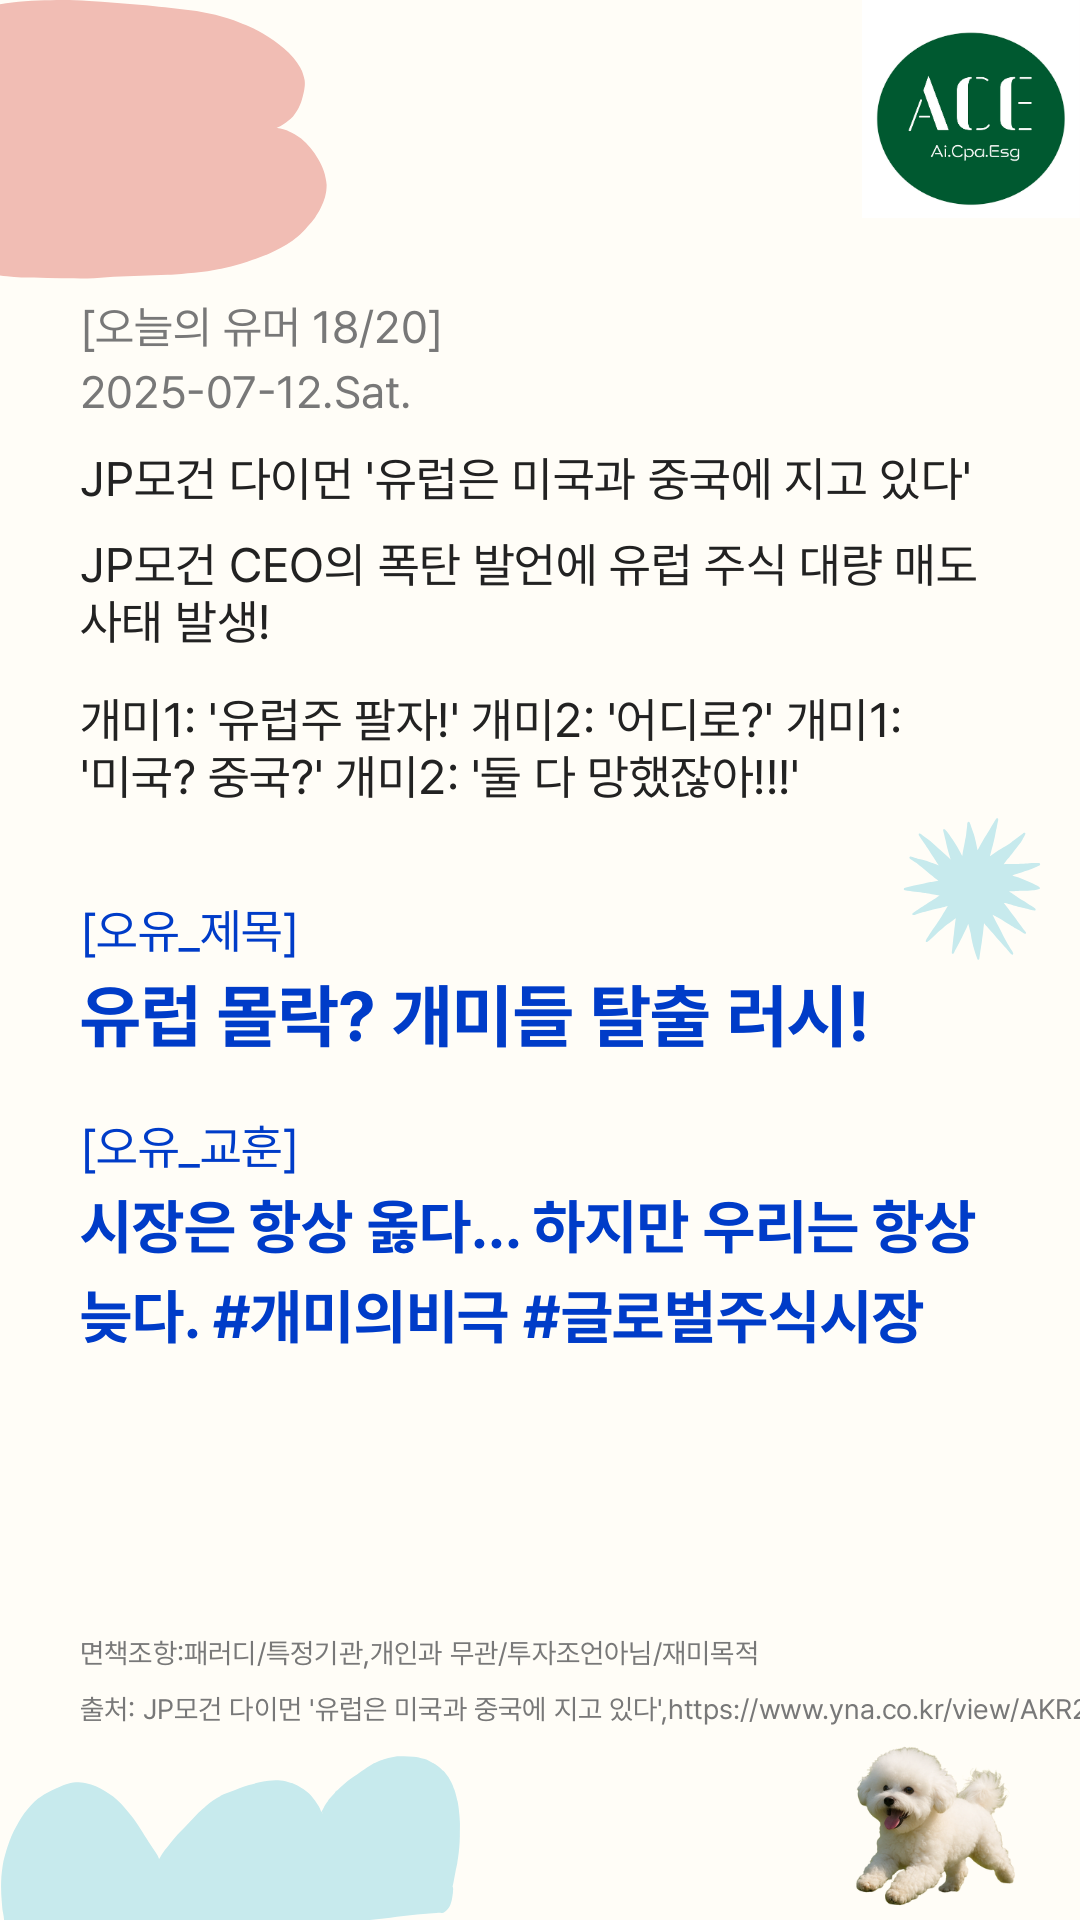 ACE
Ai.Cpa.Esg
[오늘의 유머 18/20]
2025-07-12.Sat.
JP모건 다이먼 '유럽은 미국과 중국에 지고 있다'
JP모건 CEO의 폭탄 발언에 유럽 주식 대량 매도
사태 발생!
개미1: '유럽주 팔자!' 개미2: '어디로?' 개미1:
'미국? 중국?' 개미2: '둘 다 망했잖아!!!'
[오유_제목]
유럽 몰락? 개미들 탈출 러시!
[오유_교훈]
시장은 항상 옳다... 하지만 우리는 항상
늦다. #개미의비극 #글로벌주식시장
면책조항:패러디/특정기관,개인과 무관/투자조언아님/재미목적
출처: JP모건 다이먼 '유럽은 미국과 중국에 지고 있다',https://www.yna.co.kr/view/AKR2